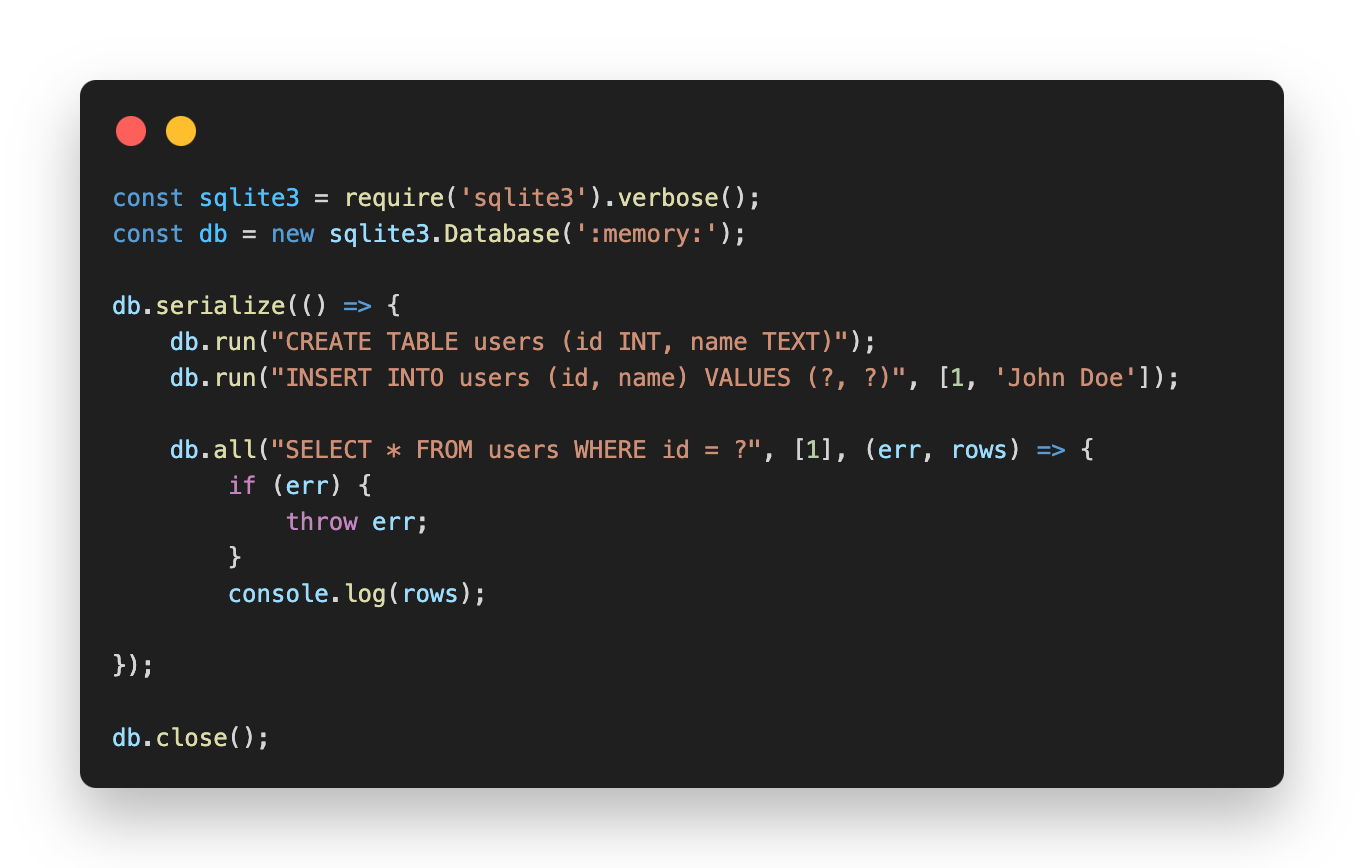 const sqlite3 = require('sqlite3').verbose();
const db = new sqlite3.Database(':memory:');

db.serialize(() => {
    db.run("CREATE TABLE users (id INT, name TEXT)");
    db.run("INSERT INTO users (id, name) VALUES (?, ?)", [1, 'John Doe']);

    db.all("SELECT * FROM users WHERE id = ?", [1], (err, rows) => {
        if (err) {
            throw err;
        }
        console.log(rows);

});

db.close();